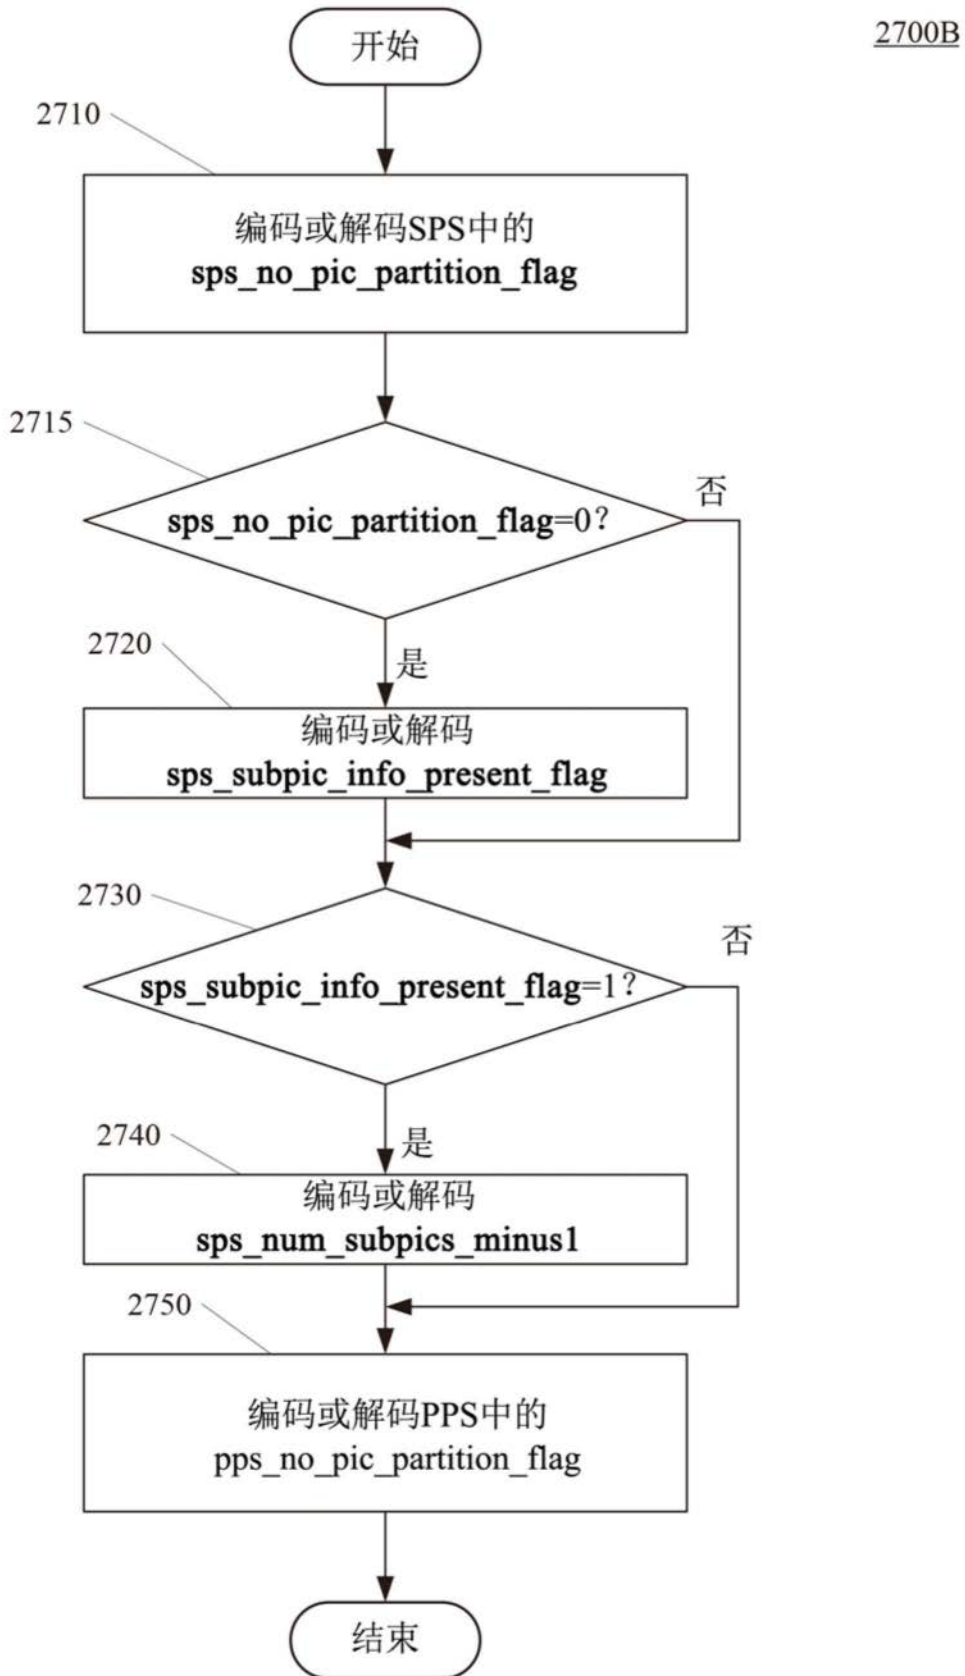 2700B
开始
2710
编码或解码SPS中的
sps_no_pic_partition_flag
2715
否
sps_no_pic_partition_flag=0?
2720
是
编码或解码
sps_subpic_info_present_flag
2730
否
sps_subpic_info_present_flag=1?
2740
是
编码或解码
sps_num_subpics_minus1
2750
编码或解码PPS中的
pps_no_pic_partition_flag
结束